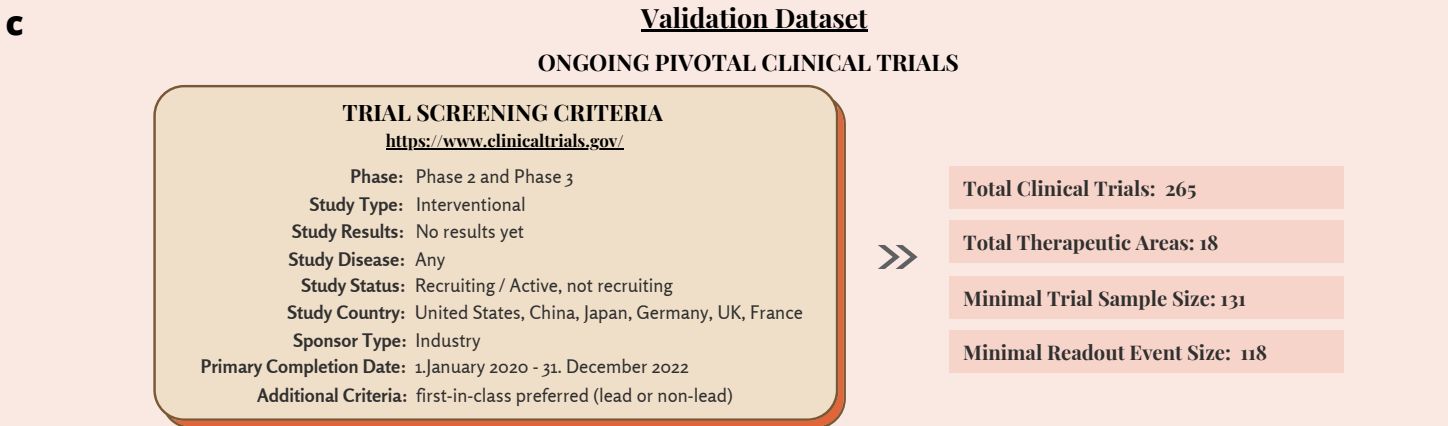 c
Validation Dataset
ONGOING PIVOTAL CLINICAL TRIALS
TRIAL SCREENING CRITERIA
https://www.clinicaltrials.gov/
Phase: Phase 2 and Phase 3
Study Type: Interventional
Study Results: No results yet
Study Disease: Any
Study Status: Recruiting / Active, not recruiting
Study Country: United States, China, Japan, Germany, UK, France
Sponsor Type: Industry
Primary Completion Date: 1.January 2020 - 31. December 2022
Additional Criteria: first-in-class preferred (lead or non-lead)
Total Clinical Trials: 265
Total Therapeutic Areas: 18
Minimal Trial Sample Size: 131
Minimal Readout Event Size: 118